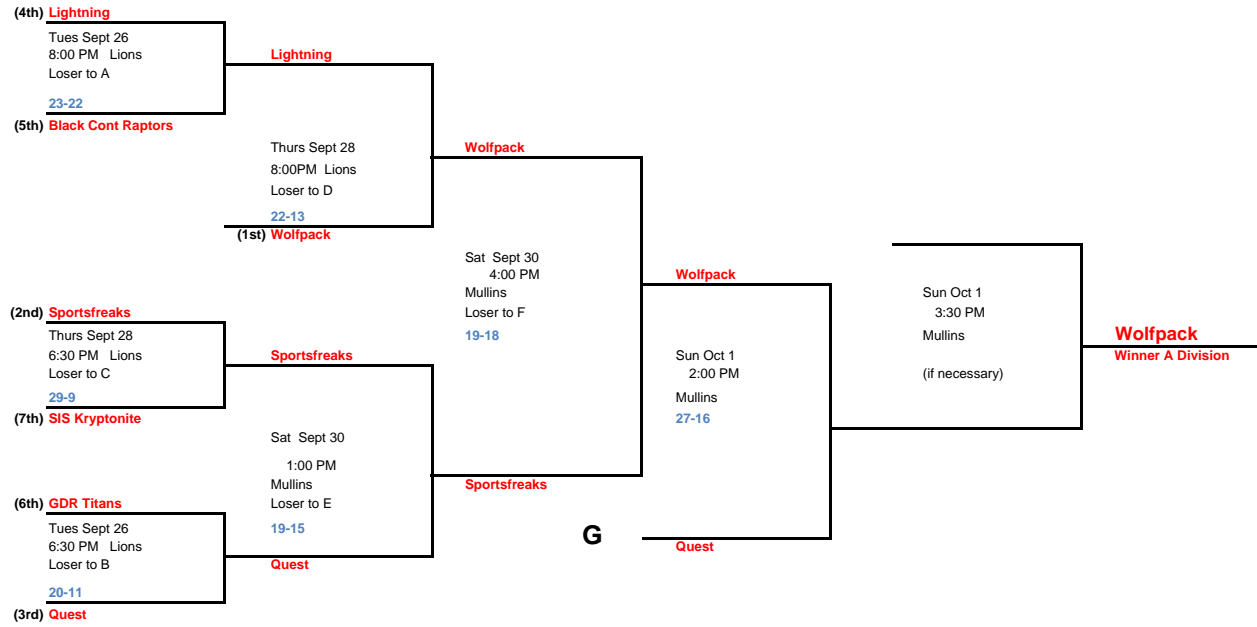 (4th) Lightning
Tues Sept 26
8:00 PM Lions
Loser to A
23-22
(5th) Black Cont Raptors
Lightning
Thurs Sept 28
8:00PM Lions
Loser to D
22-13
(1st) Wolfpack
(2nd) Sportsfreaks
Thurs Sept 28
6:30 PM Lions
Loser to C
29-9
(7th) SIS Kryptonite
Sportsfreaks
Sat Sept 30
1:00 PM
Mullins
Loser to E
19-15
Quest
(6th) GDR Titans
Tues Sept 26
6:30 PM Lions
Loser to B
20-11
(3rd) Quest
Wolfpack
Sat Sept 30
4:00 PM
Mullins
Loser to F
19-18
Sportsfreaks
Wolfpack
Sun Oct 1
2:00 PM
Mullins
27-16
G
Quest
Sun Oct 1
3:30 PM
Mullins
(if necessary)
Wolfpack
Winner A Division